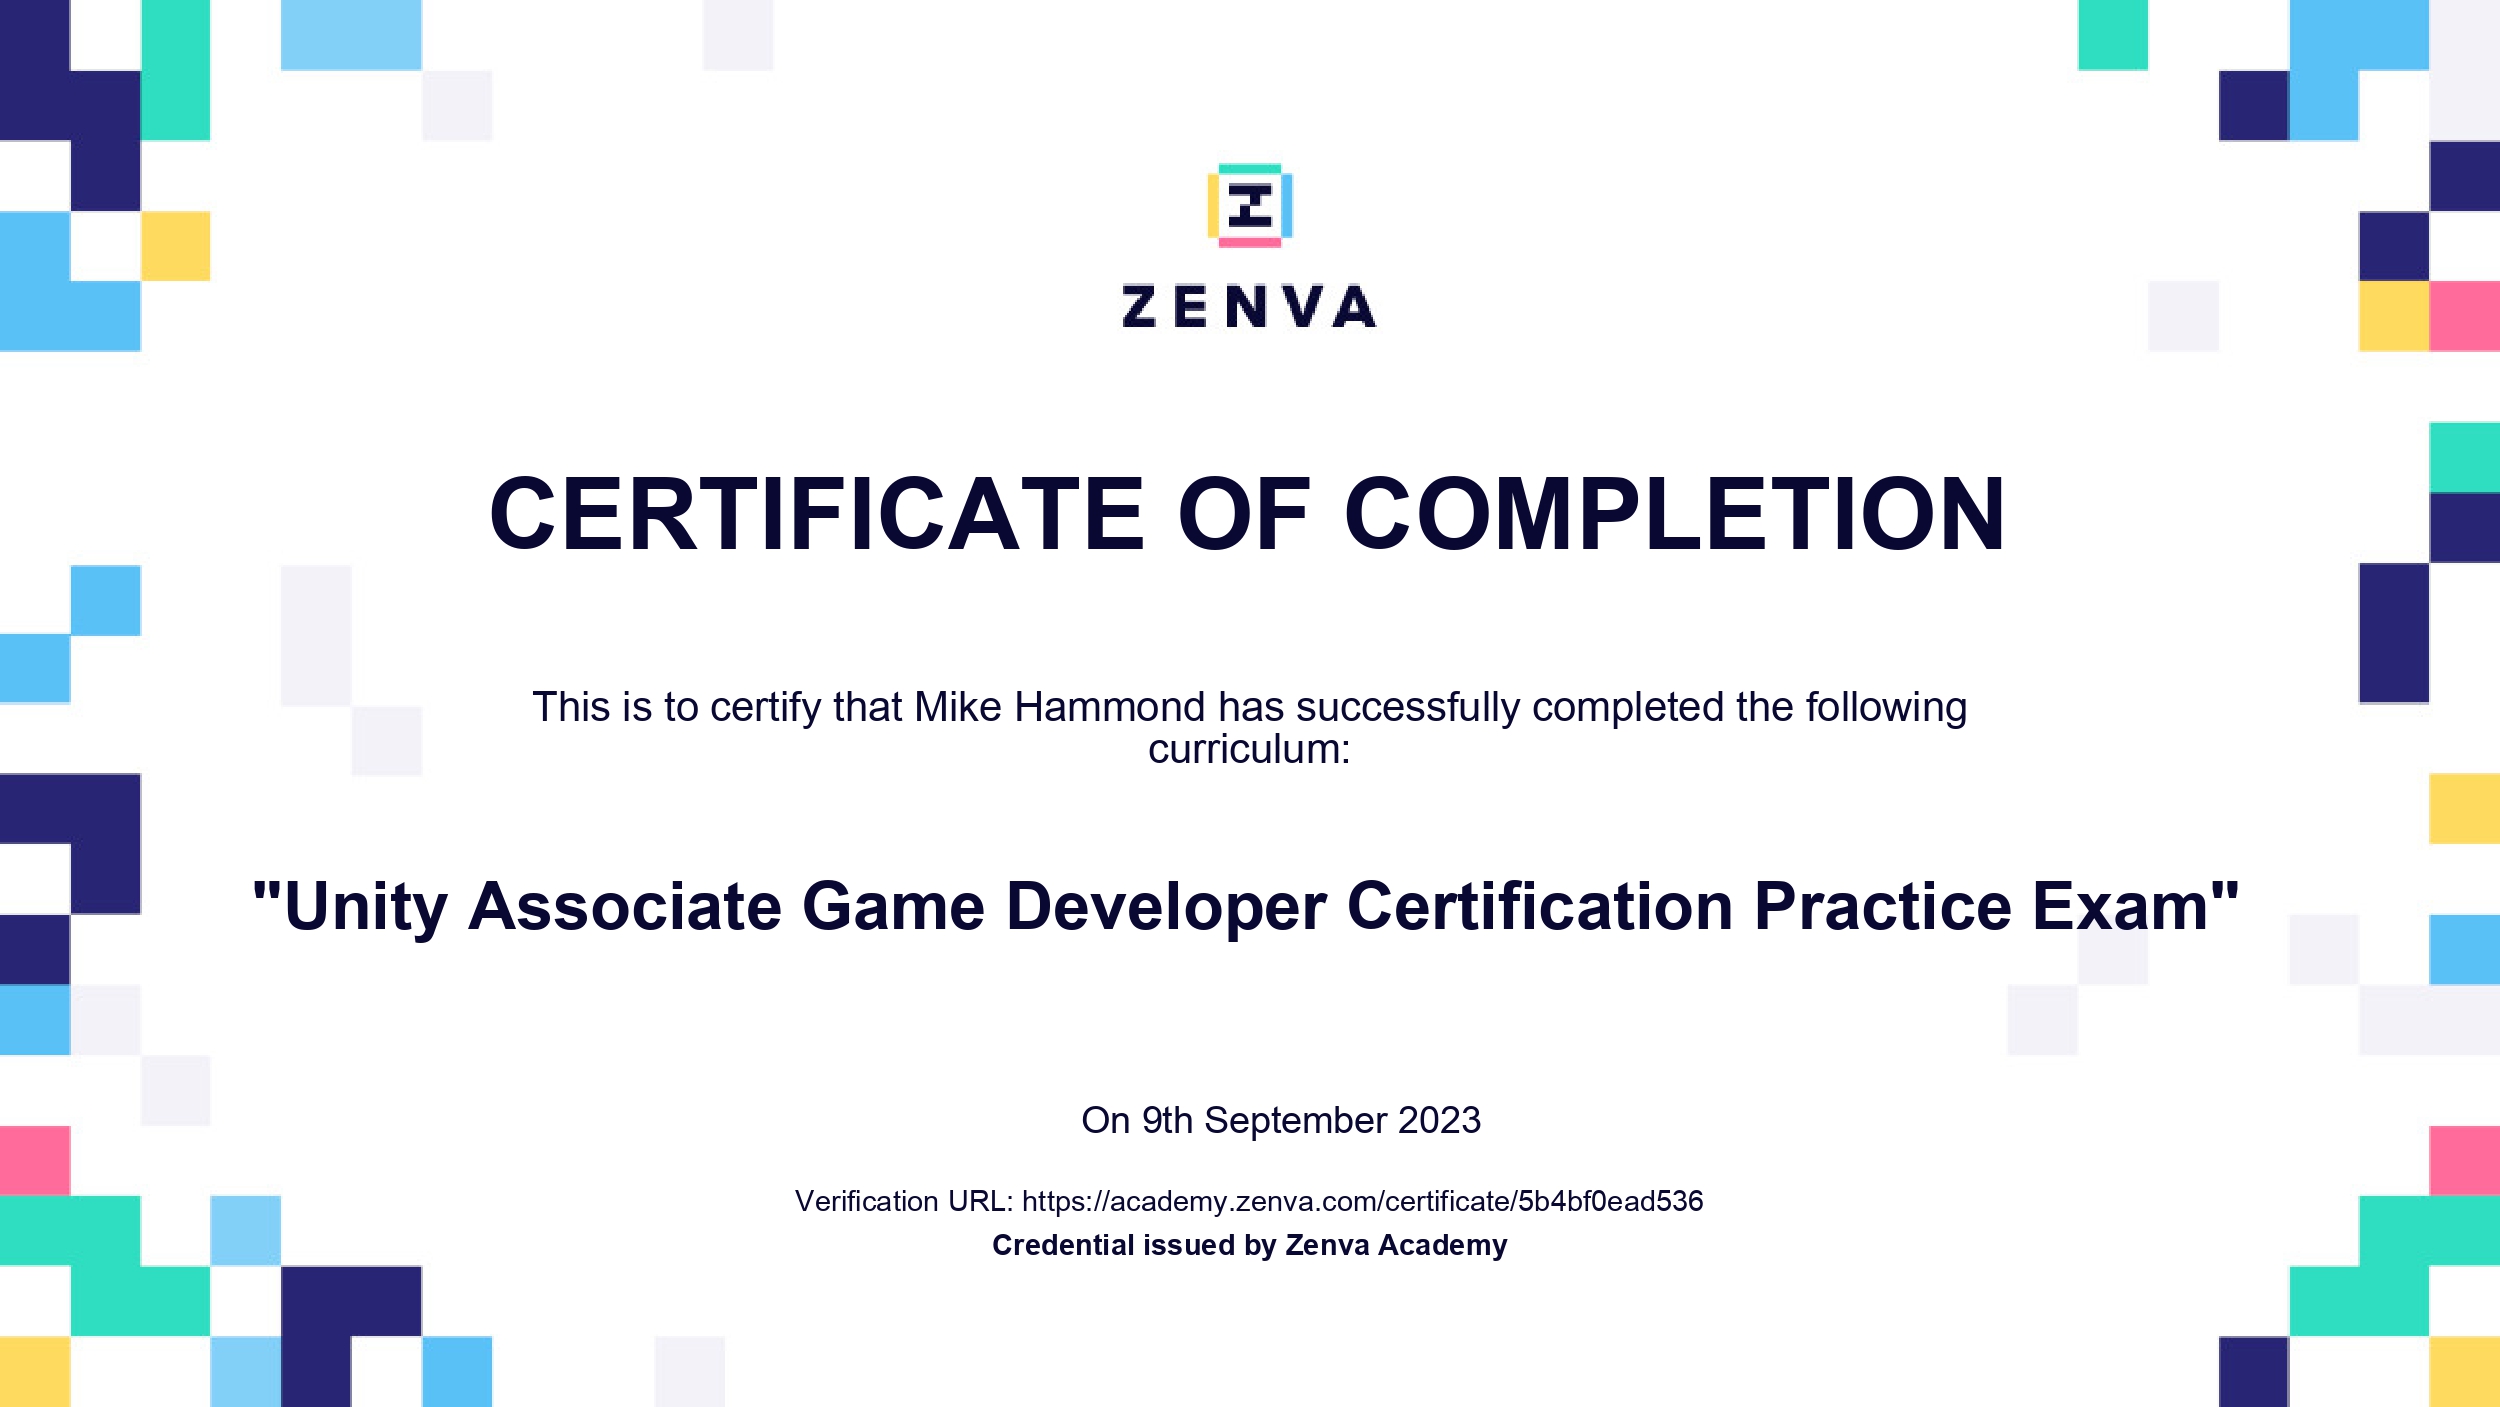 ZENVA
CERTIFICATE OF COMPLETION
This is to certify that Mike Hammond has successfully completed the following
curriculum:
"Unity Associate Game Developer Certification Practice Exam"
On 9th September 2023
Verification URL: https://academy.zenva.com/certificate/5b4bf0ead536
Credential issued by Zenva Academy